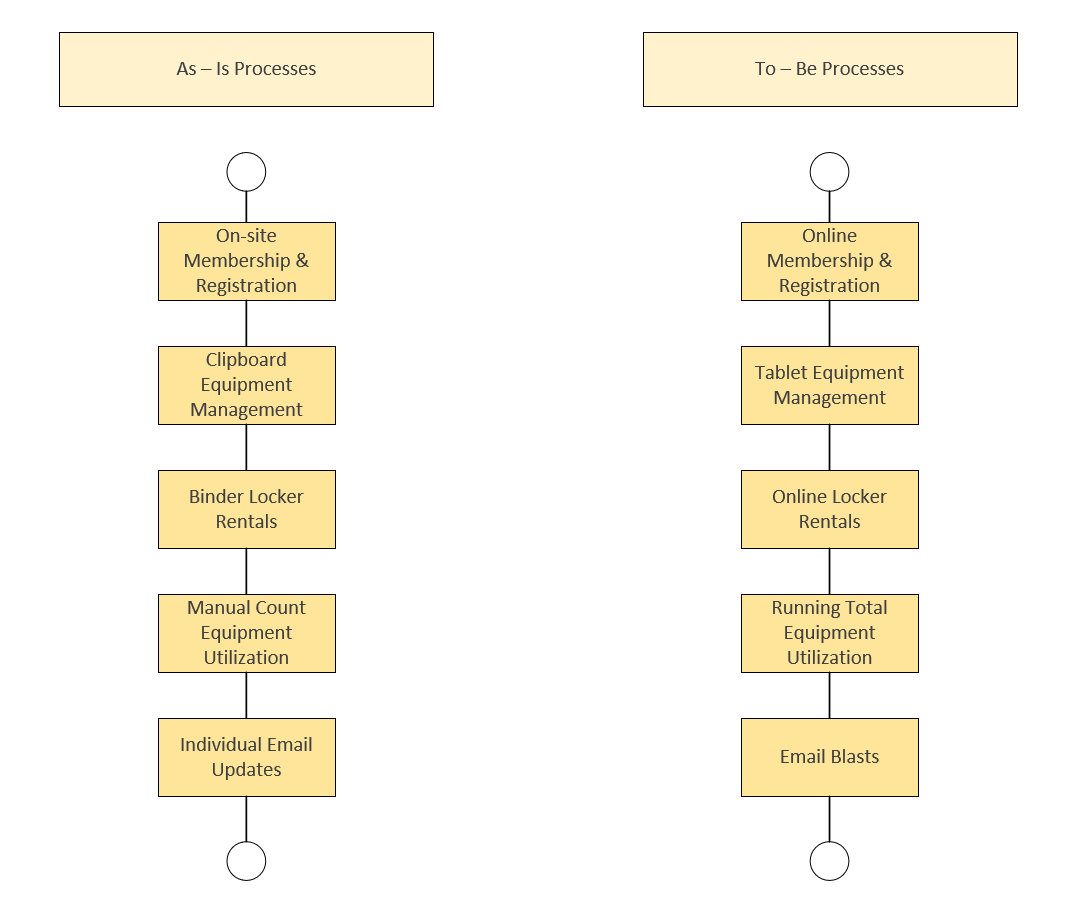 As – Is Processes
To – Be Processes
On-site
Membership &
Registration
Clipboard
Equipment
Management
Binder Locker
Rentals
Manual Count
Equipment
Utilization
Individual Email
Updates
Online
Membership &
Registration
Tablet Equipment
Management
Online Locker
Rentals
Running Total
Equipment
Utilization
Email Blasts